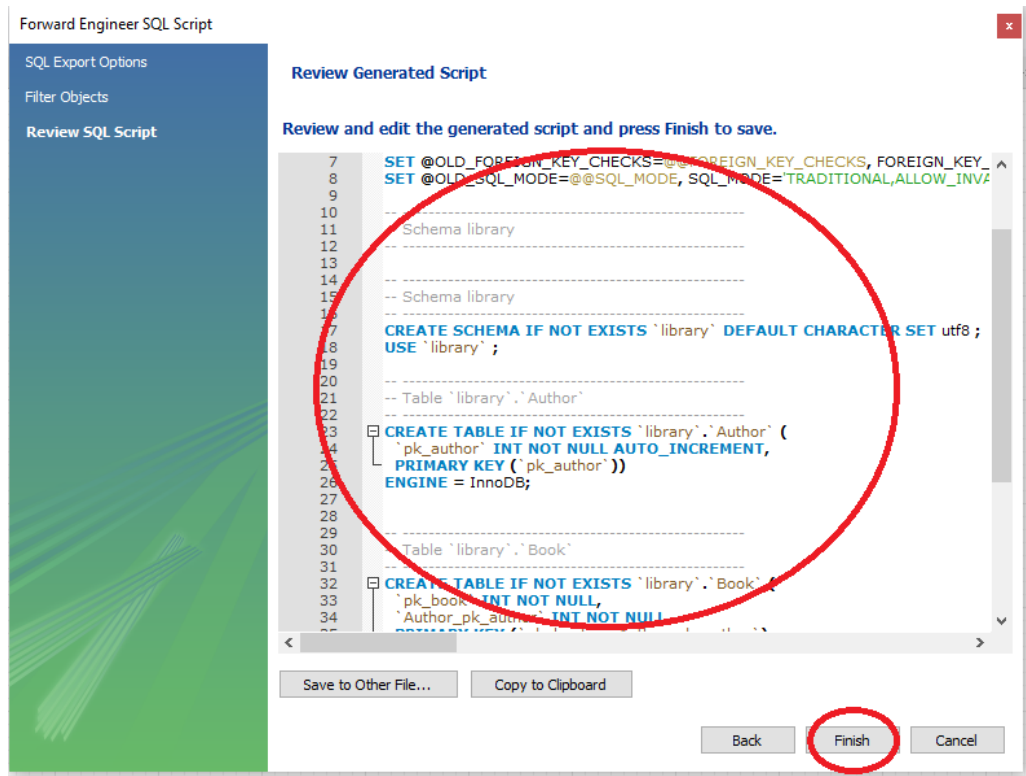 Forward Engineer SQL Script
x
SQL Export Options
Filter Objects
Review SQL Script
Review Generated Script
Review and edit the generated script and press Finish to save.
7 SET @OLD_FOREIGN_KEY_CHECKS=@@FOREIGN_KEY_CHECKS, FOREIGN_KEY_
8 SET @OLD_SQL_MODE=@@SQL_MODE, SQL_MODE='TRADITIONAL,ALLOW_INVA
9
10 -- -----------------------------------------------------
11 -- Schema library
12 -- -----------------------------------------------------
13
14 -- -----------------------------------------------------
15 -- Schema library
16 -- -----------------------------------------------------
17 CREATE SCHEMA IF NOT EXISTS `library` DEFAULT CHARACTER SET utf8 ;
18 USE `library` ;
19
20 -- -----------------------------------------------------
21 -- Table `library`.`Author`
22 -- -----------------------------------------------------
23 CREATE TABLE IF NOT EXISTS `library`.`Author` (
24 `pk_author` INT NOT NULL AUTO_INCREMENT,
25 PRIMARY KEY (`pk_author`))
26 ENGINE = InnoDB;
27
28
29 -- -----------------------------------------------------
30 -- Table `library`.`Book`
31 -- -----------------------------------------------------
32 CREATE TABLE IF NOT EXISTS `library`.`Book` (
33 `pk_book` INT NOT NULL,
34 `Author_pk_author` INT NOT NULL,
35 PRIMARY KEY
Save to Other File...
Copy to Clipboard
Back
Finish
Cancel